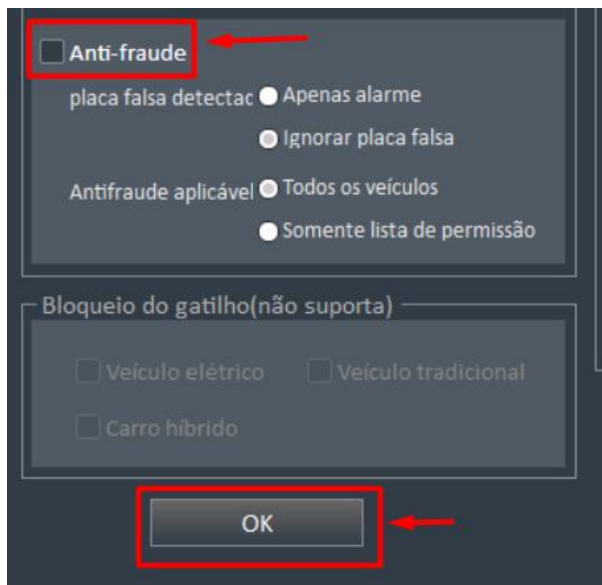 Anti-fraude
placa falsa detectac Apenas alarme
Ignorar placa falsa
Antifraude aplicável Todos os veículos
Somente lista de permissão
Bloqueio do gatilho(não suporta)
Veículo elétrico Veículo tradicional
Carro híbrido
OK